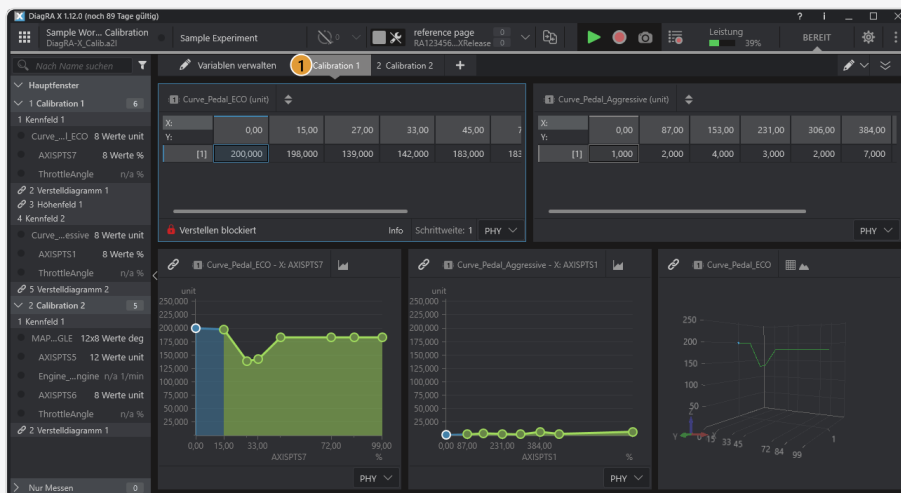 DiagRA X 1.12.0 (noch 89 Tage gültig)
? i
Sample Wor... Calibration
DiagRA-X_Calib.a2l
Sample Experiment
0
reference page 0
RA123456...XRelease 0
Leistung
39%
BEREIT
Nach Name suchen
Variablen verwalten
1
Calibration 1
2 Calibration 2
+
Hauptfenster
1 Calibration 1 6
1 Kennfeld 1
Curve_...l_ECO 8 Werte unit
AXISPTS7 8 Werte %
ThrottleAngle n/a %
2 Verstelldiagramm 1
3 Höhenfeld 1
4 Kennfeld 2
Curve_...essive 8 Werte unit
AXISPTS1 8 Werte %
ThrottleAngle n/a %
5 Verstelldiagramm 2
2 Calibration 2 5
1 Kennfeld 1
MAP...GLE 12x8 Werte deg
AXISPTS5 12 Werte unit
Engine_...ngine n/a 1/min
AXISPTS6 8 Werte unit
ThrottleAngle n/a %
2 Verstelldiagramm 1
Nur Messen 0
1 Curve_Pedal_ECO (unit)
X: 0,00 15,00 27,00 33,00 45,00 7
Y:
[1] 200,000 198,000 139,000 142,000 183,000 183
Verstellen blockiert Info Schrittweite: 1 PHY
1 Curve_Pedal_Aggressive (unit)
X: 0,00 87,00 153,00 231,00 306,00 384,00
Y:
[1] 1,000 2,000 4,000 3,000 2,000 7,000
PHY
1 Curve_Pedal_ECO - X: AXISPTS7
unit
250,000
225,000
200,000
175,000
150,000
125,000
100,000
75,000
50,000
25,000
0,00 15,00 33,00 72,00 99,00
AXISPTS7 %
PHY
1 Curve_Pedal_Aggressive - X: AXISPTS1
unit
250,000
225,000
200,000
175,000
150,000
125,000
100,000
75,000
50,000
25,000
0,00 87,00 231,00 384,00
AXISPTS1 %
PHY
1 Curve_Pedal_ECO
250
200
150
100
50
Z
Y
0 15 33 45 72 84 99
1